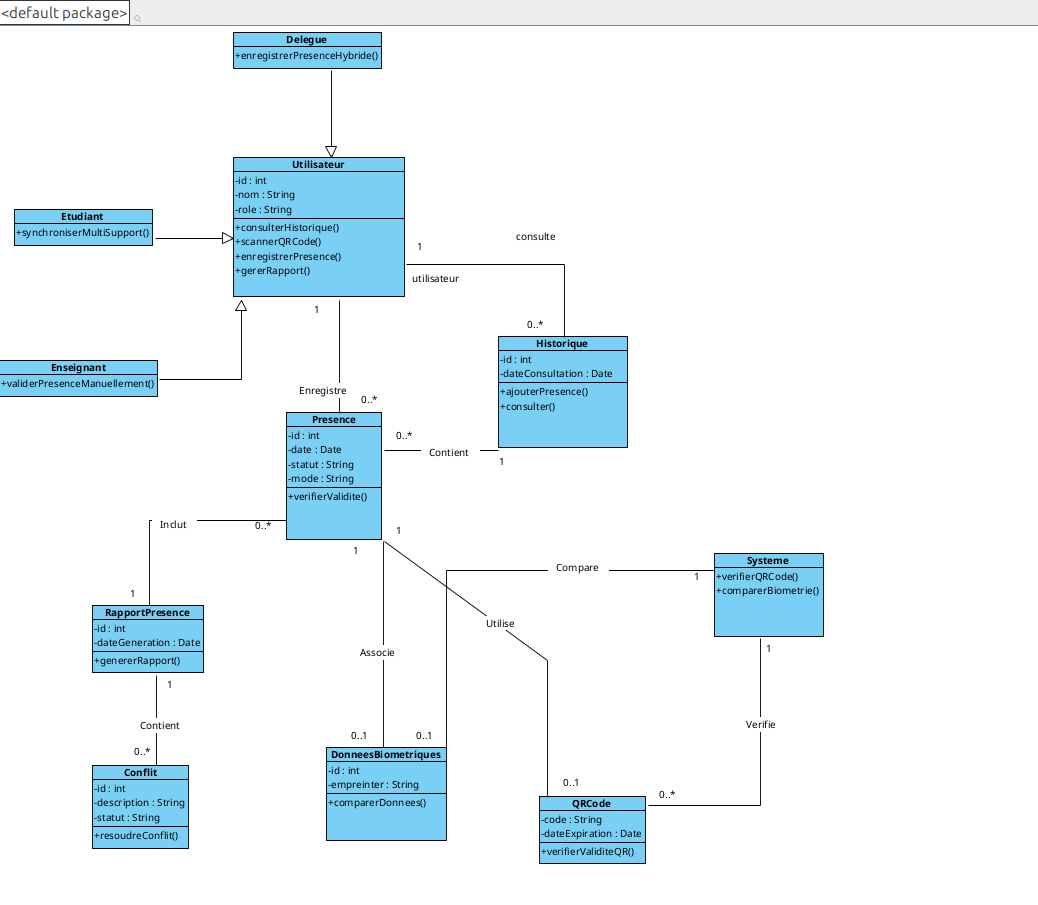 <default package>
Delegue
+enregistrerPresenceHybride()
Utilisateur
-id : int
-nom : String
-role : String
+consulterHistorique()
+scannerQRCode()
+enregistrerPresence()
+gererRapport()
Etudiant
+synchroniserMultiSupport()
consulte
1
utilisateur
1
0..*
Enseignant
+validerPresenceManuellement()
Historique
-id : int
-dateConsultation : Date
+ajouterPresence()
+consulter()
Enregistre
0..*
Presence
-id : int
-date : Date
-statut : String
-mode : String
+verifierValidite()
0..*
Contient
1
Inclut
0..*
1
1
1
RapportPresence
-id : int
-dateGeneration : Date
+genererRapport()
Compare
1
Systeme
+verifierQRCode()
+comparerBiometrie()
Utilise
Associe
1
1
Contient
0..*
Verifie
0..1
0..1
Conflit
-id : int
-description : String
-statut : String
+resoudreConflit()
DonneesBiometriques
-id : int
-empreinter : String
+comparerDonnees()
0..1
0..*
QRCode
-code : String
-dateExpiration : Date
+verifierValiditeQR()